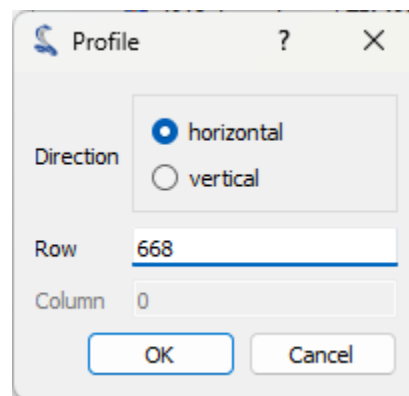 Profile ?
Direction
horizontal
vertical
Row 668
Column 0
OK Cancel